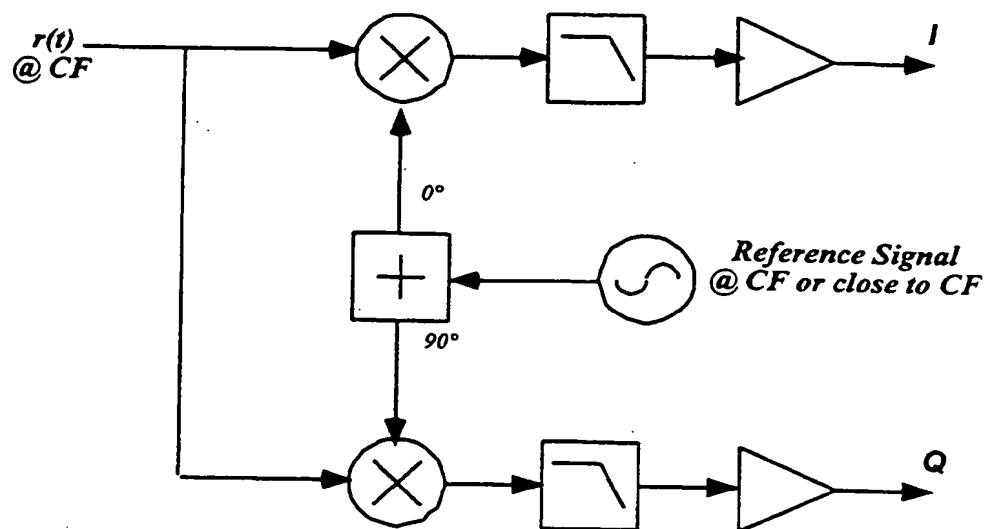 r(t)
@ CF
I
0°
Reference Signal
@ CF or close to CF
90°
Q